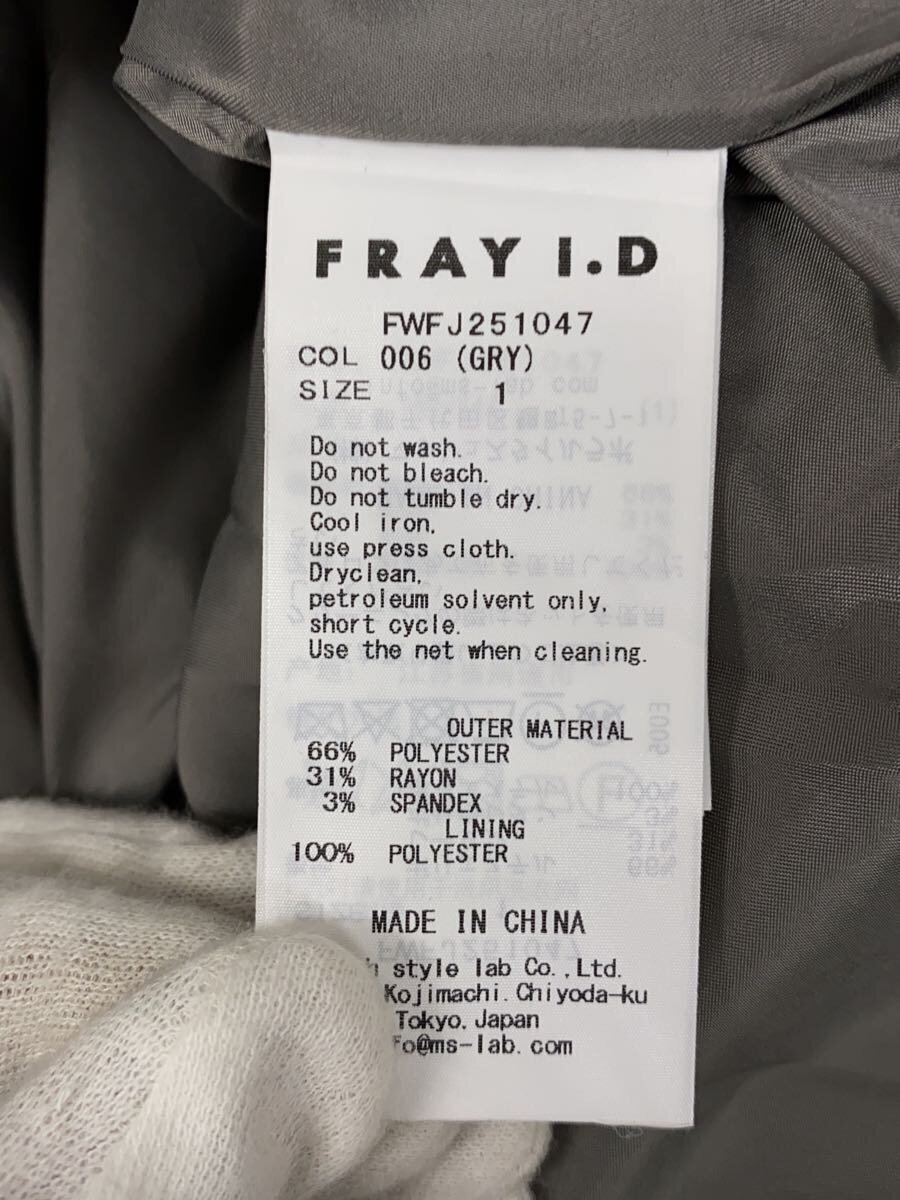 FRAY I.D
FWFJ251047
COL 006 (GRY)
SIZE 1
Do not wash.
Do not bleach.
Do not tumble dry.
Cool iron,
use press cloth.
Dryclean,
petroleum solvent only,
short cycle.
Use the net when cleaning.
OUTER MATERIAL
66% POLYESTER
31% RAYON
3% SPANDEX
LINING
100% POLYESTER
MADE IN CHINA
style lab Co.,Ltd.
Kojimachi. Chiyoda-ku
Tokyo. Japan
fo@ms-lab.com